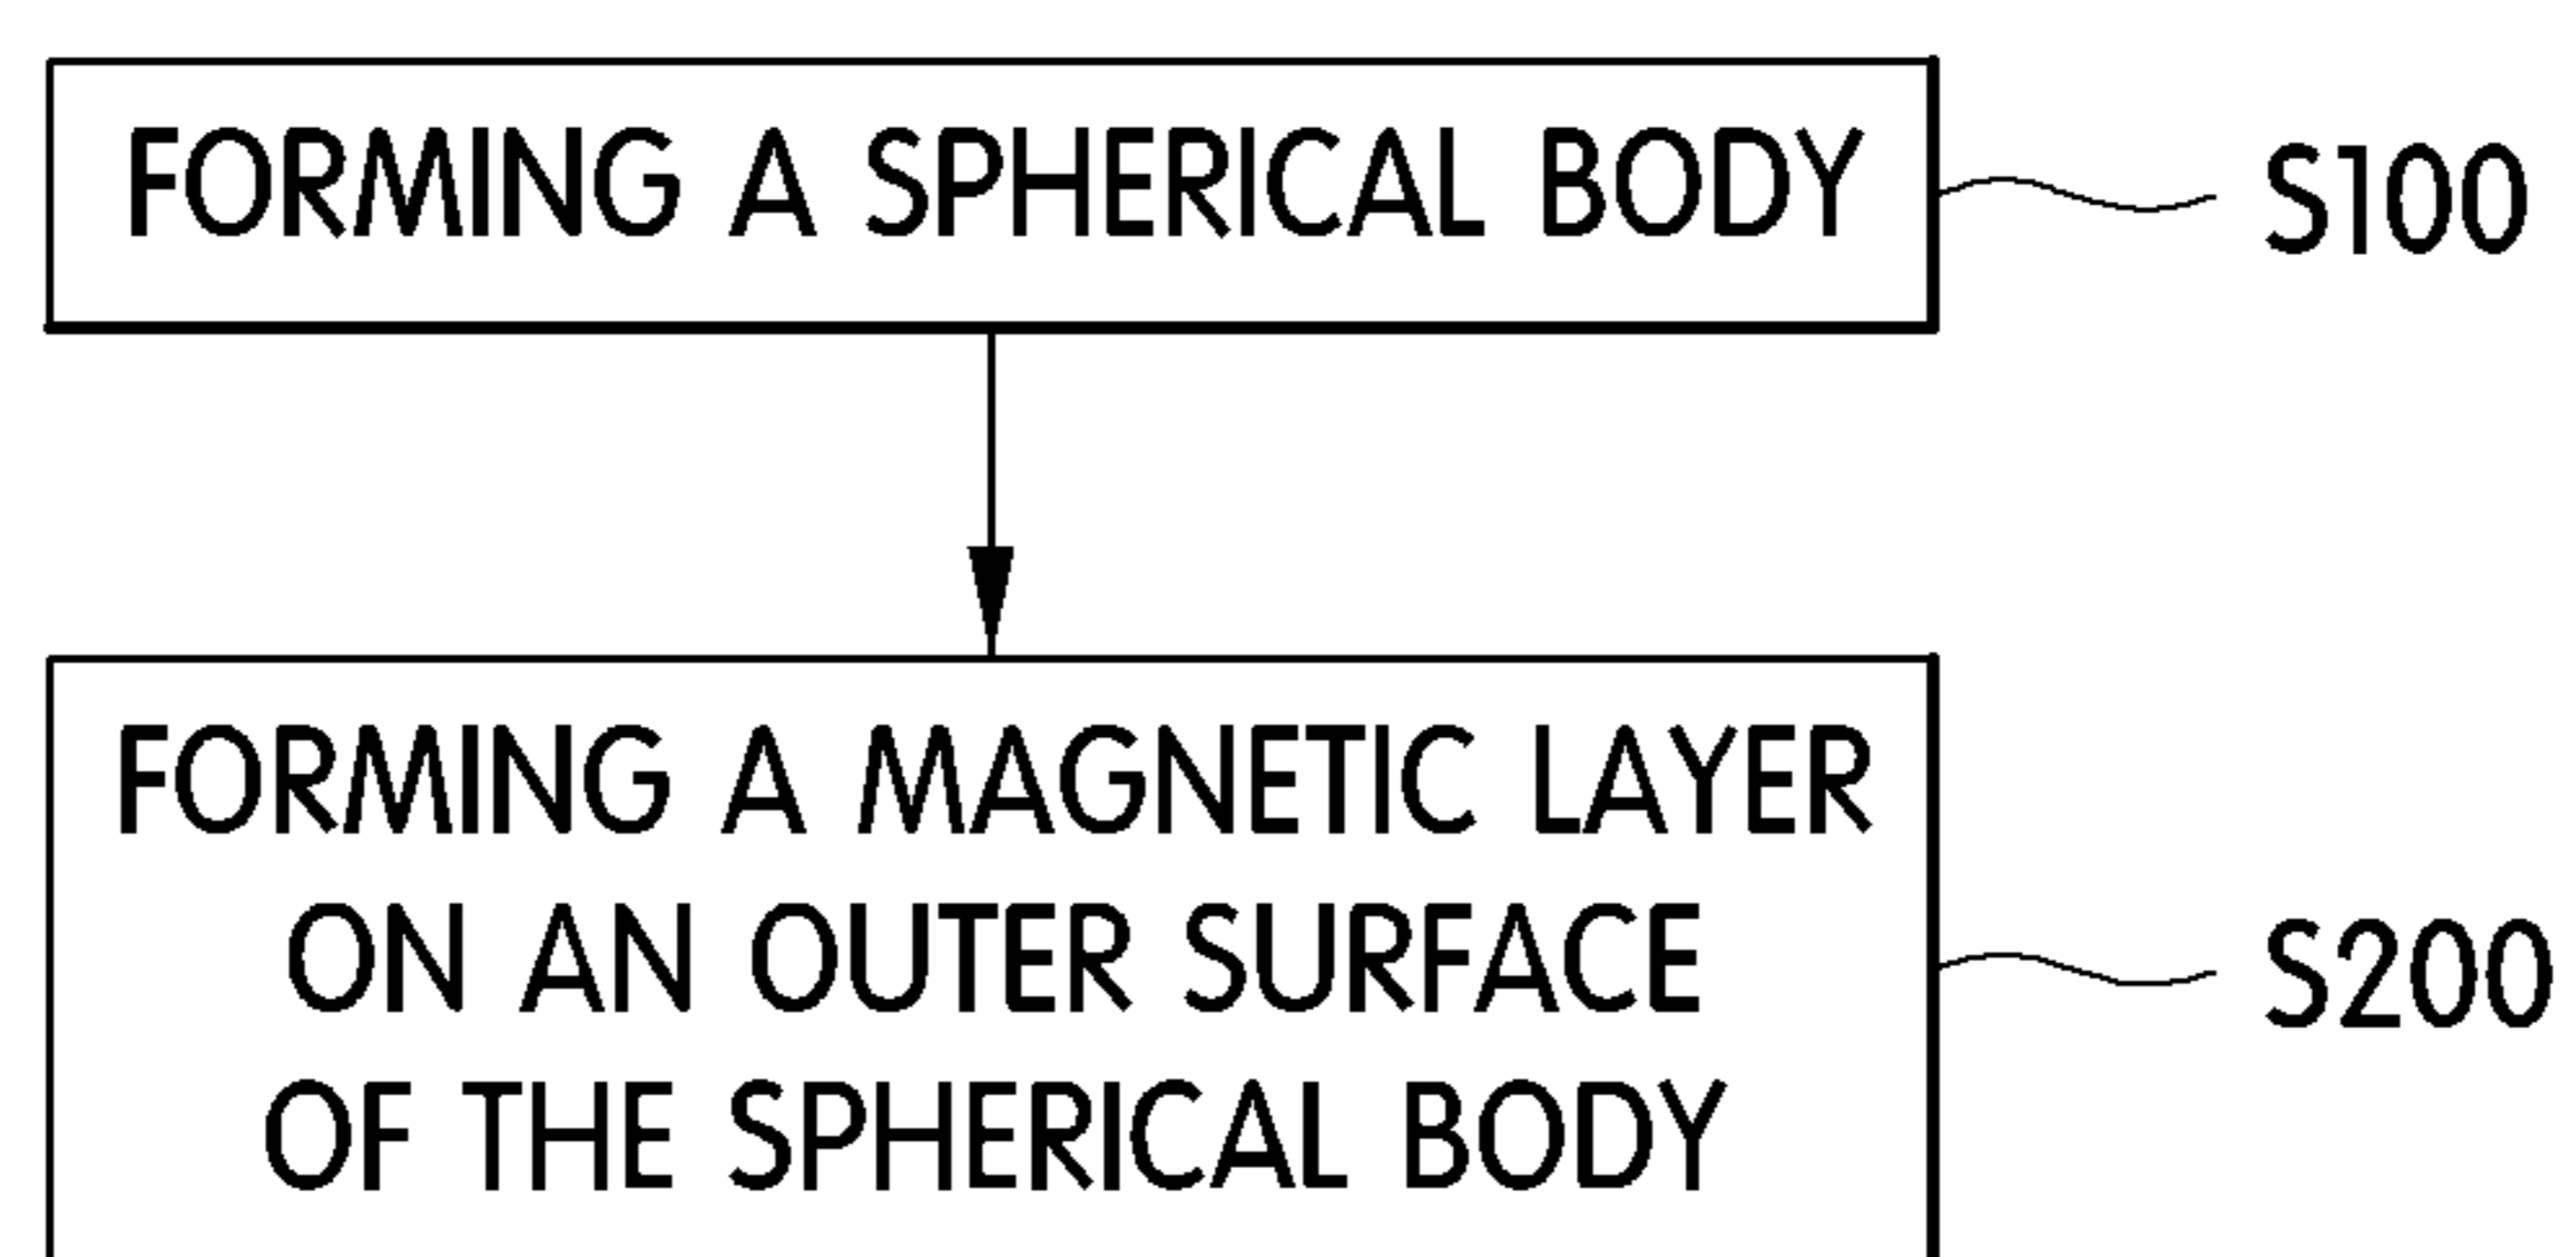 FORMING A SPHERICAL BODY
S100
FORMING A MAGNETIC LAYER
ON AN OUTER SURFACE
OF THE SPHERICAL BODY
S200